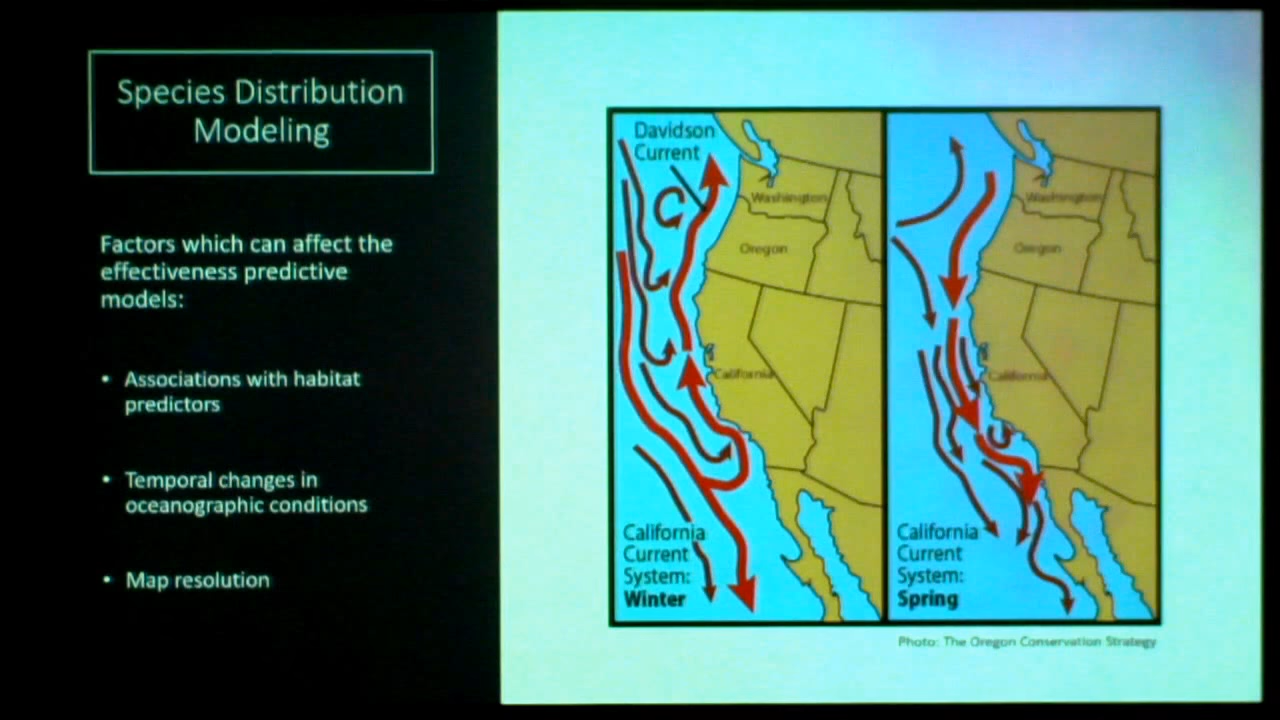 Species Distribution
Modeling
Factors which can affect the
effectiveness predictive
models:
• Associations with habitat
predictors
• Temporal changes in
oceanographic conditions
• Map resolution
Davidson
Current
Washington
Oregon
California
California
Current
System:
Winter
Washington
Oregon
California
California
Current
System:
Spring
Photo: The Oregon Conservation Strategy